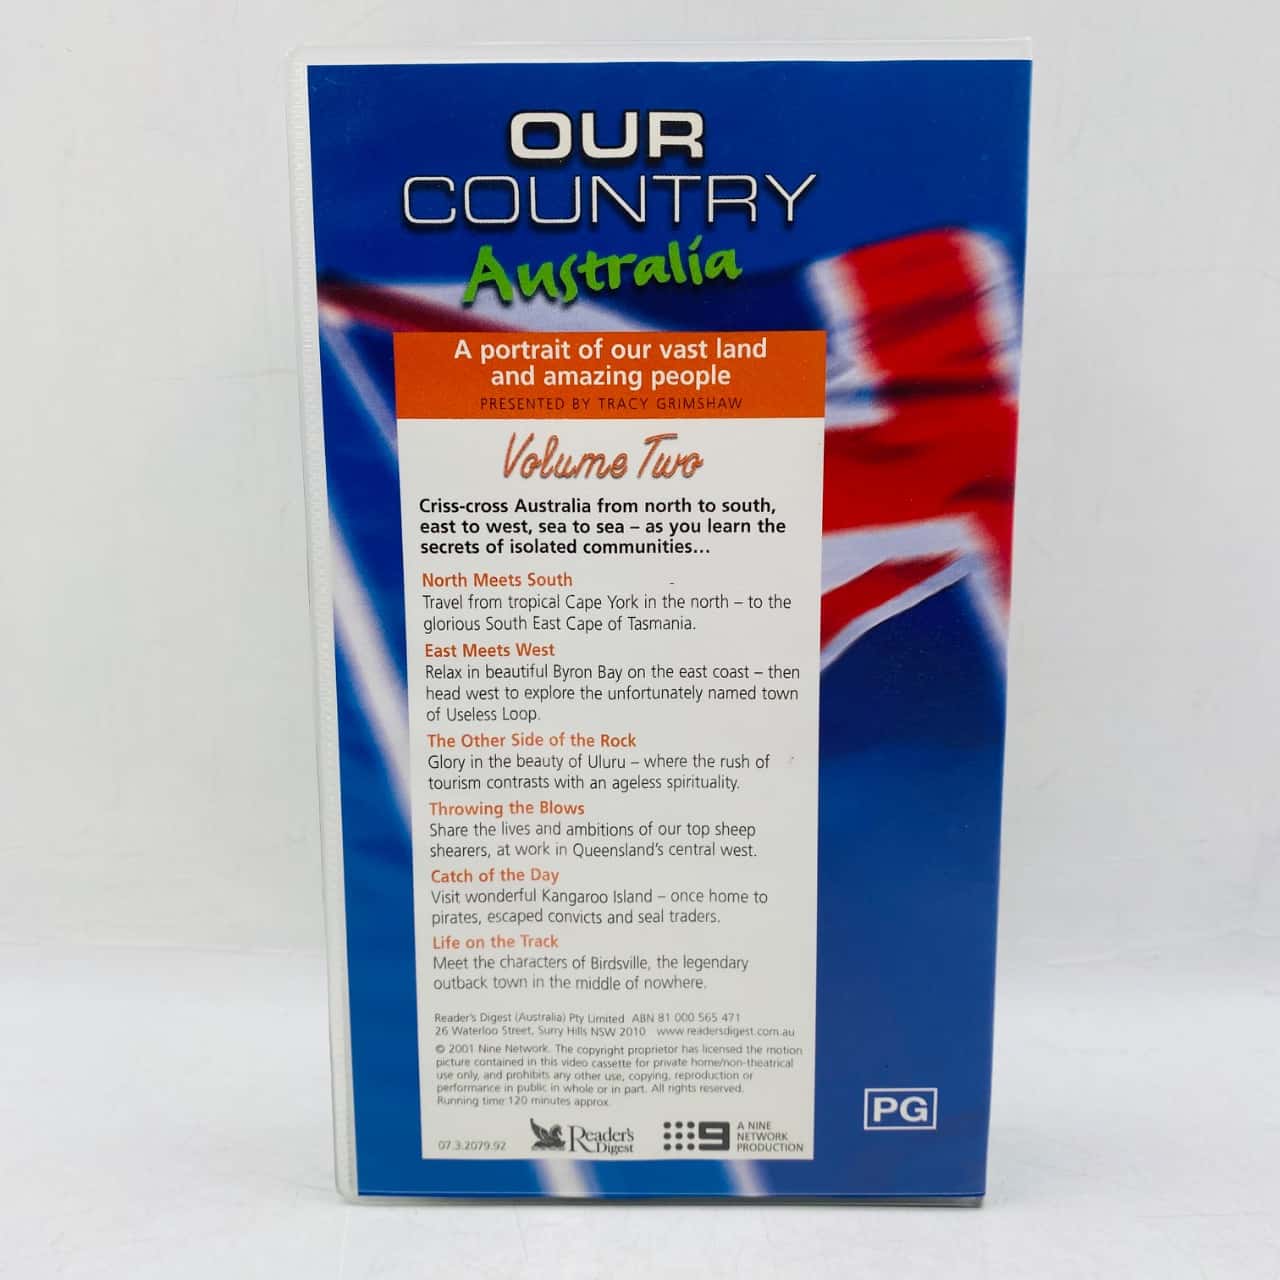 OUR
COUNTRY
Australia
A portrait of our vast land
and amazing people
PRESENTED BY TRACY GRIMSHAW
Volume Two
Criss-cross Australia from north to south,
east to west, sea to sea – as you learn the
secrets of isolated communities...
North Meets South
Travel from tropical Cape York in the north – to the
glorious South East Cape of Tasmania.
East Meets West
Relax in beautiful Byron Bay on the east coast – then
head west to explore the unfortunately named town
of Useless Loop.
The Other Side of the Rock
Glory in the beauty of Uluru – where the rush of
tourism contrasts with an ageless spirituality.
Throwing the Blows
Share the lives and ambitions of our top sheep
shearers, at work in Queensland's central west.
Catch of the Day
Visit wonderful Kangaroo Island – once home to
pirates, escaped convicts and seal traders.
Life on the Track
Meet the characters of Birdsville, the legendary
outback town in the middle of nowhere.
Reader's Digest (Australia) Pty Limited ABN 81 000 565 471
26 Waterloo Street, Surry Hills NSW 2010 www.readersdigest.com.au
© 2001 Nine Network. The copyright proprietor has licensed the motion
picture contained in this video cassette for private home/non-theatrical
use only, and prohibits any other use, copying, reproduction or
performance in public in whole or in part. All rights reserved.
Running time 120 minutes approx.
07.3.2079.92
Reader's
Digest
9
A NINE
NETWORK
PRODUCTION
PG